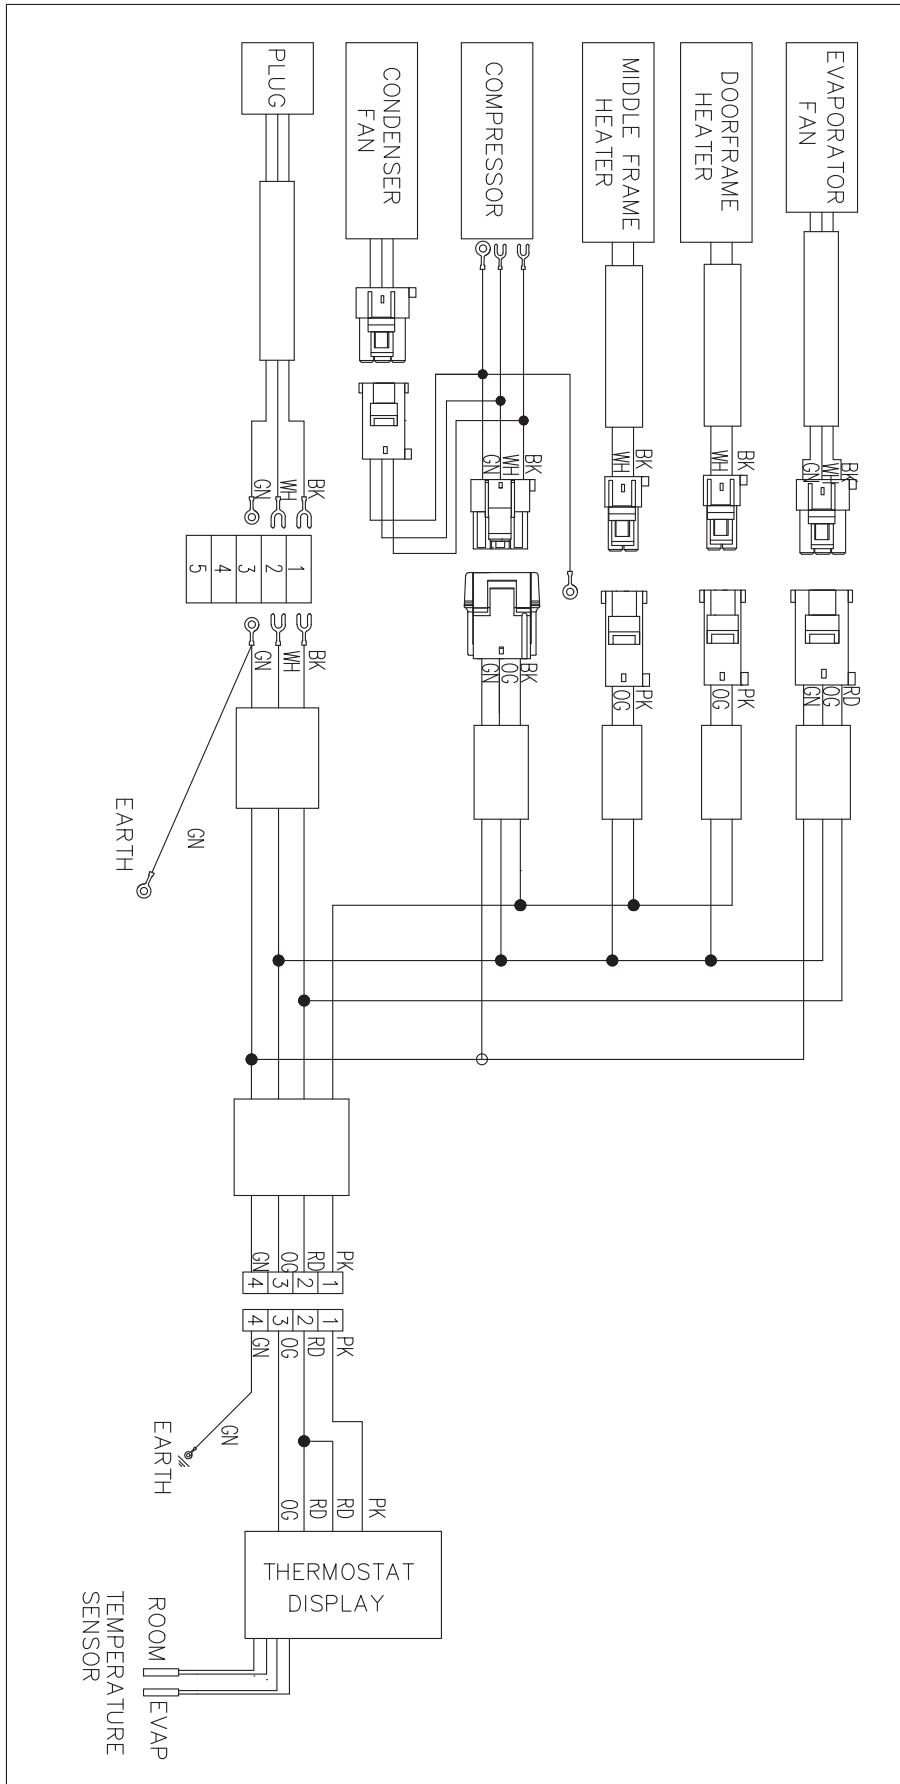 PLUG
CONDENSER
FAN
COMPRESSOR
MIDDLE FRAME
HEATER
DOORFRAME
HEATER
EVAPORATOR
FAN
BK
WH
GN
BK
WH
GN
BK
WH
BK
WH
BK
WH
GN
1
2
3
4
5
BK
WH
GN
GN
EARTH
BK
OG
GN
PK
OG
PK
OG
RD
OG
GN
PK
RD
OG
GN
1
2
3
4
1
2
3
4
PK
RD
OG
GN
GN
EARTH
PK
RD
RD
OG
THERMOSTAT
DISPLAY
ROOM
EVAP
TEMPERATURE
SENSOR